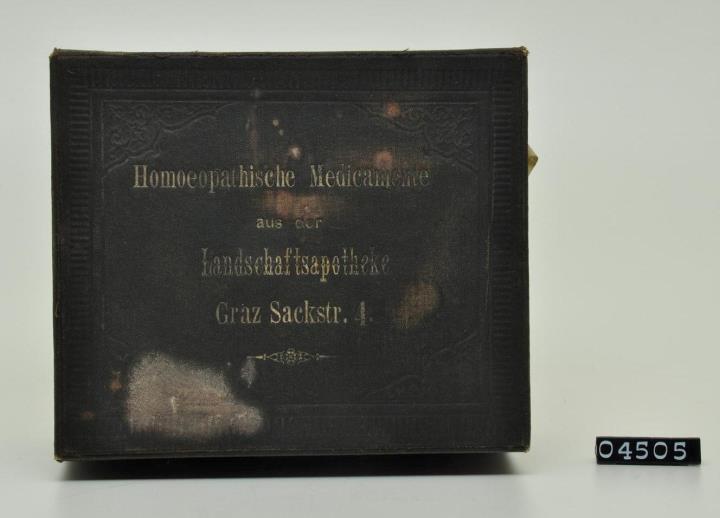 Homoeopathische Medicamente
aus der
Landschaftsapotheke
Graz Sackstr. 4.
04505